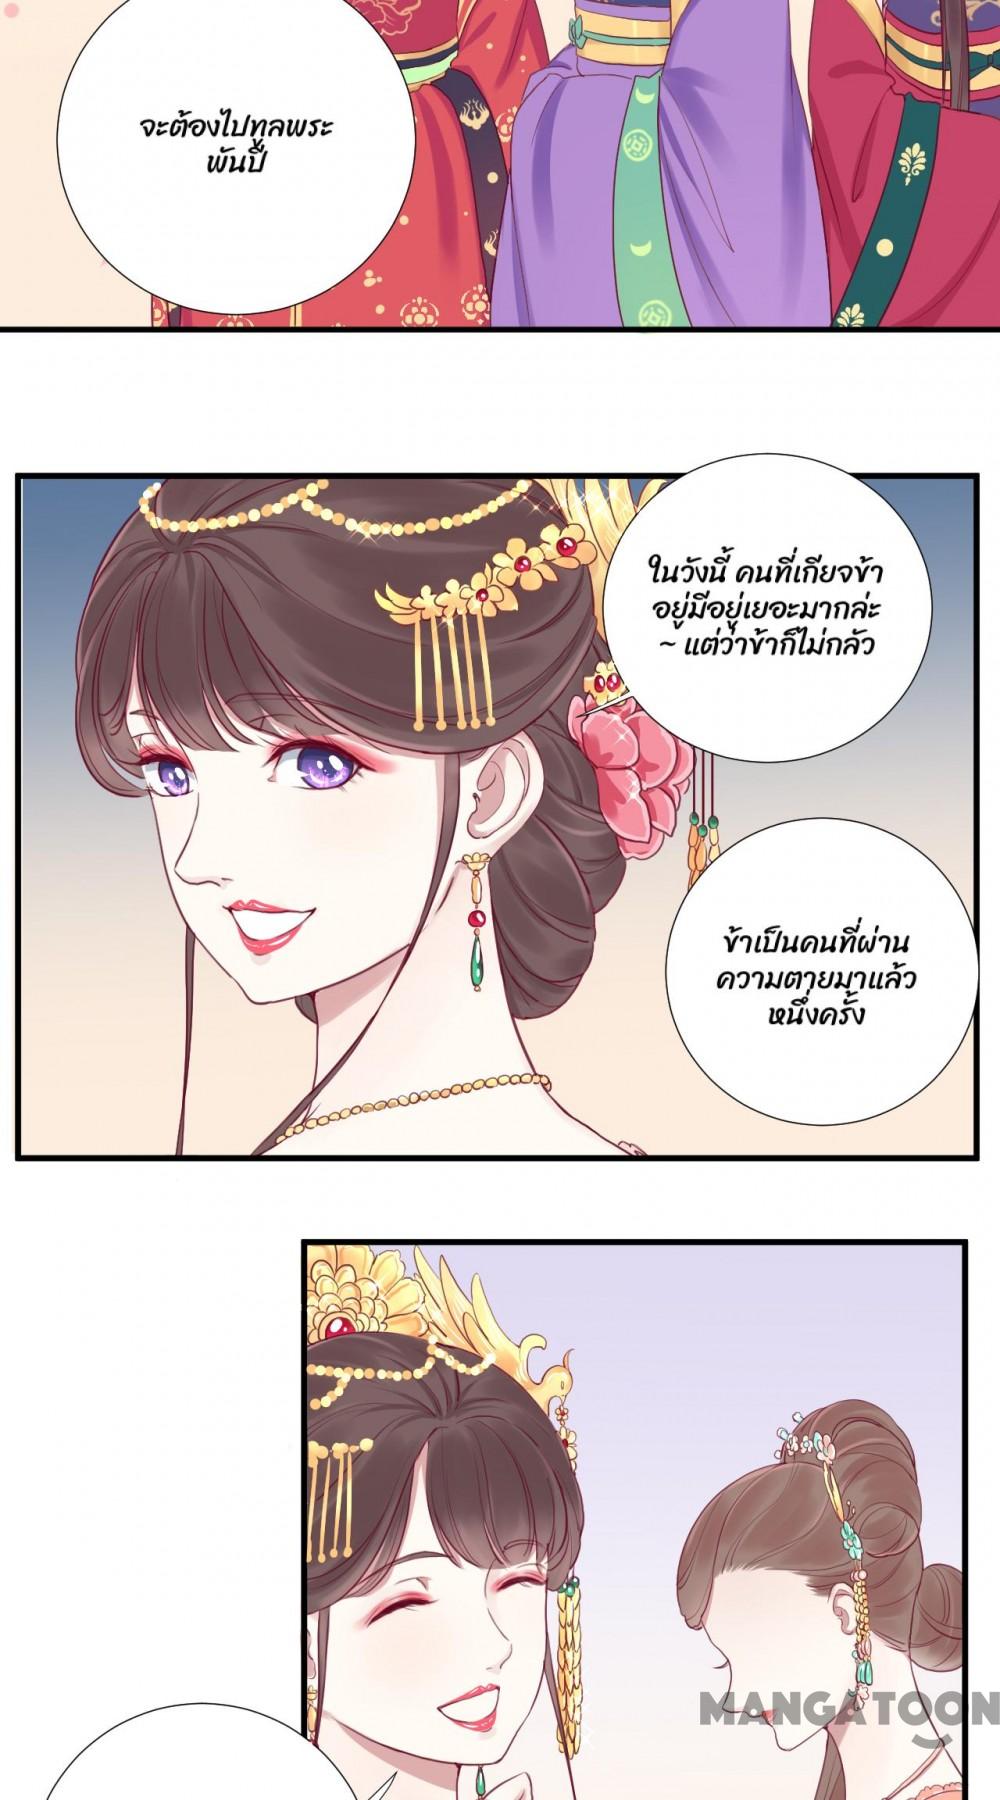 จะต้องไปทูลพระ
พันปี
ในวังนี้ คนที่เกียจข้า
อยู่มีอยู่เยอะมากล่ะ
~ แต่ว่าข้าก็ไม่กลัว
ข้าเป็นคนที่ผ่าน
ความตายมาแล้ว
หนึ่งครั้ง
MANGATOON